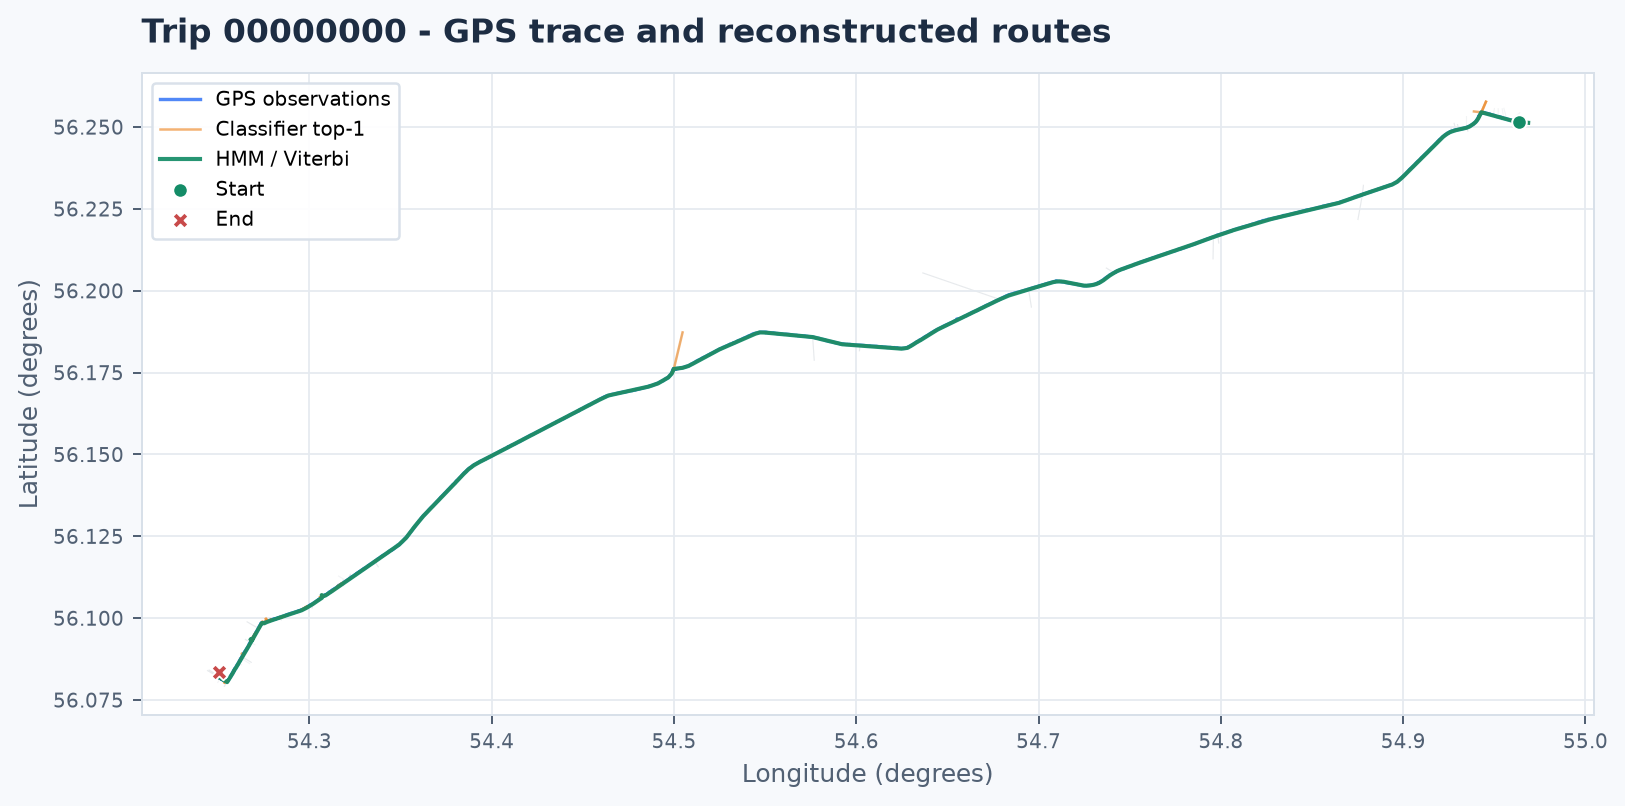 Trip 00000000 - GPS trace and reconstructed routes
GPS observations
Classifier top-1
HMM / Viterbi
Start
End
Latitude (degrees)
56.250
56.225
56.200
56.175
56.150
56.125
56.100
56.075
54.3 54.4 54.5 54.6 54.7 54.8 54.9 55.0
Longitude (degrees)